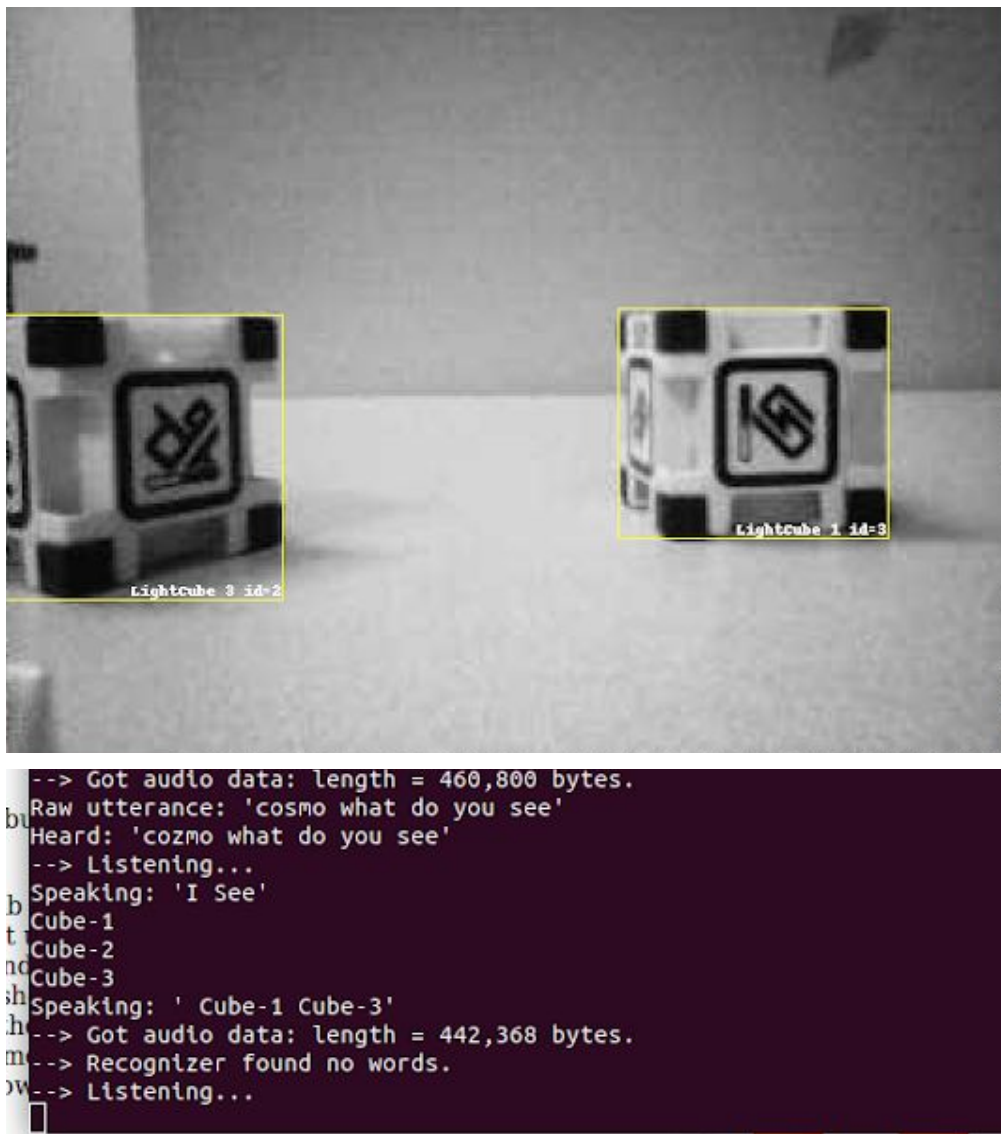 LightCube 3 id=2
LightCube 1 id=3
--> Got audio data: length = 460,800 bytes.
Raw utterance: 'cosmo what do you see'
Heard: 'cozmo what do you see'
--> Listening...
Speaking: 'I See'
Cube-1
Cube-2
Cube-3
Speaking: ' Cube-1 Cube-3'
--> Got audio data: length = 442,368 bytes.
--> Recognizer found no words.
--> Listening...